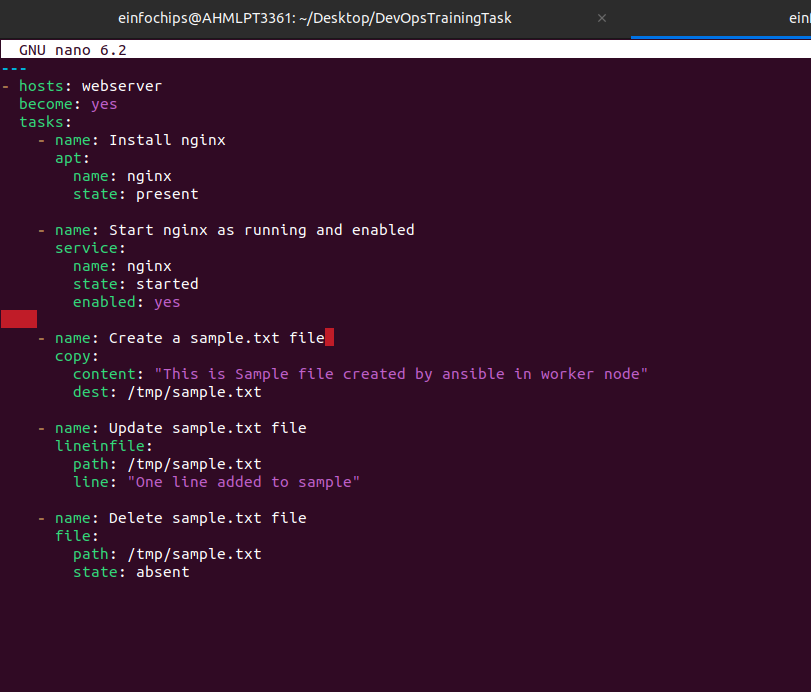 einfochips@AHMLPT3361: ~/Desktop/DevOpsTrainingTask × ein
GNU nano 6.2
---
- hosts: webserver
  become: yes
  tasks:
    - name: Install nginx
      apt:
        name: nginx
        state: present

    - name: Start nginx as running and enabled
      service:
        name: nginx
        state: started
        enabled: yes

    - name: Create a sample.txt file
      copy:
        content: "This is Sample file created by ansible in worker node"
        dest: /tmp/sample.txt

    - name: Update sample.txt file
      lineinfile:
        path: /tmp/sample.txt
        line: "One line added to sample"

    - name: Delete sample.txt file
      file:
        path: /tmp/sample.txt
        state: absent